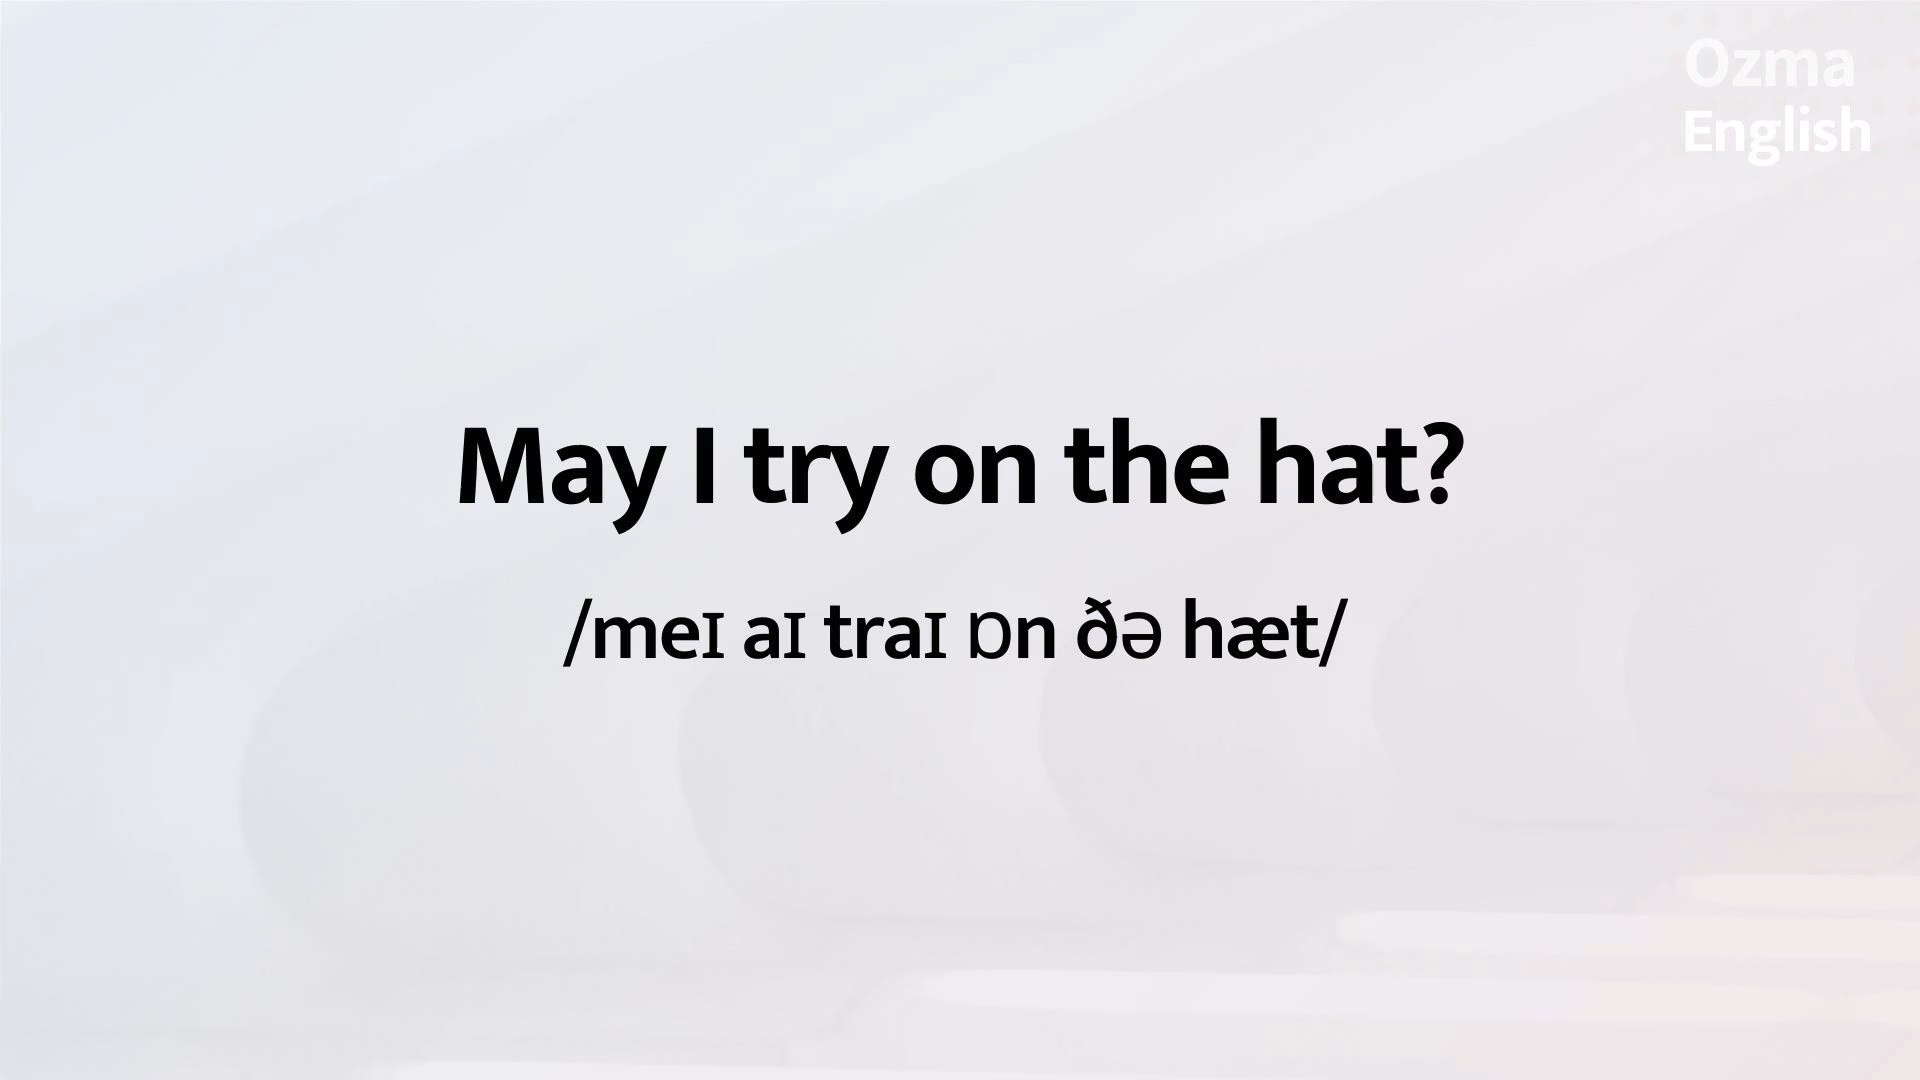 Ozma
English
May I try on the hat?
/meɪ aɪ traɪ ɒn ðə hæt/